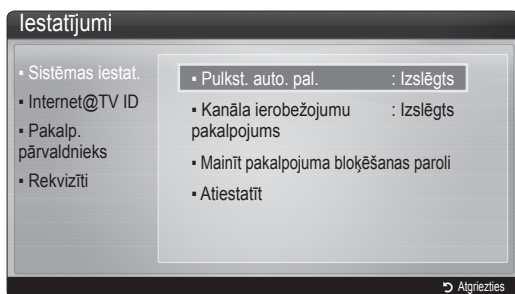 Iestatījumi
▪ Sistēmas iestat.
▪ Internet@TV ID
▪ Pakalp.
pārvaldnieks
▪ Rekvizīti
▪ Pulkst. auto. pal. : Izslēgts
▪ Kanāla ierobežojumu : Izslēgts
pakalpojums
▪ Mainīt pakalpojuma bloķēšanas paroli
▪ Atiestatīt
Atgriezties